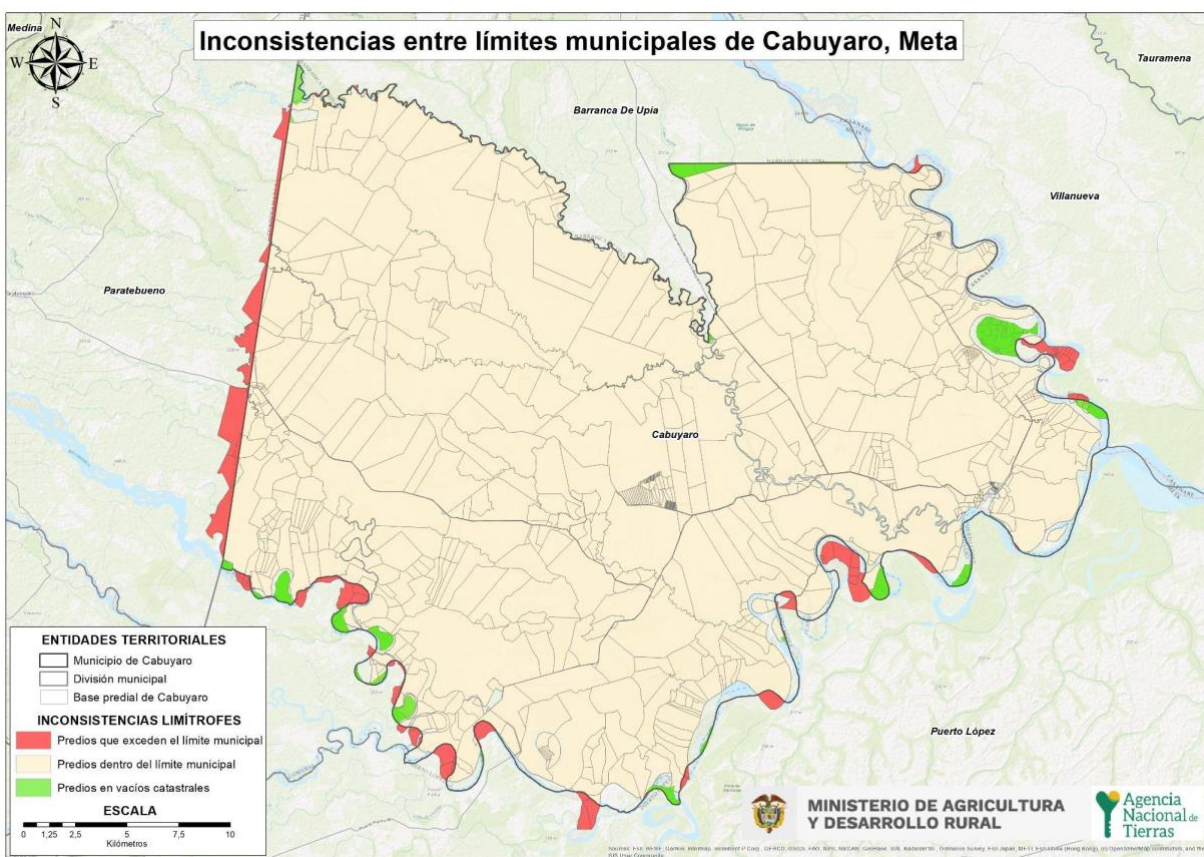 Inconsistencias entre límites municipales de Cabuyaro, Meta
Medina
N
W E
S
Tauramena
Barranca De Upía
Villanueva
Paratebueno
Cabuyaro
Puerto López
ENTIDADES TERRITORIALES
Municipio de Cabuyaro
División municipal
Base predial de Cabuyaro
INCONSISTENCIAS LIMÍTROFES
Predios que exceden el límite municipal
Predios dentro del límite municipal
Predios en vacíos catastrales
ESCALA
0 1,25 2,5 5 7,5 10
Kilómetros
MINISTERIO DE AGRICULTURA
Y DESARROLLO RURAL
Agencia
Nacional de
Tierras